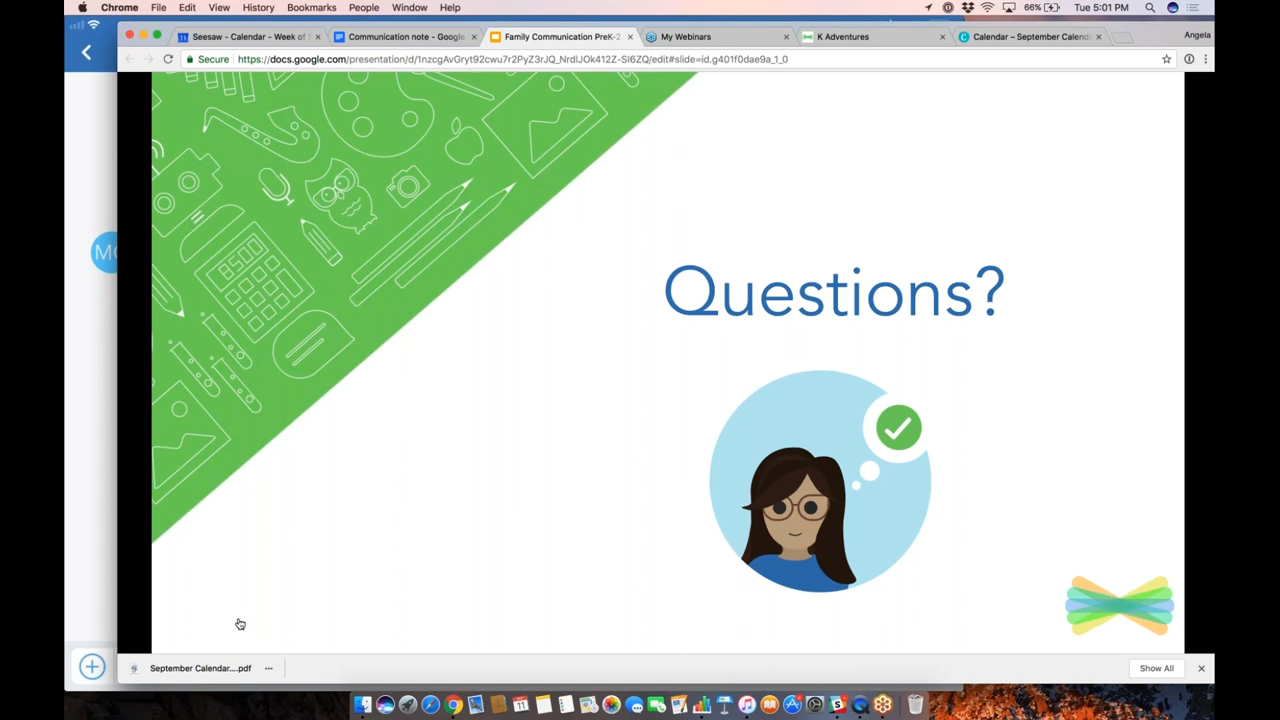 Chrome File Edit View History Bookmarks People Window Help 66% Tue 5:01 PM
Seesaw - Calendar - Week of Communication note - Google Family Communication PreK-2 My Webinars K Adventures Calendar – September Calenda Angela
Secure https://docs.google.com/presentation/d/1nzcgAvGryt92cwu7r2PyZ3rJQ_NrdIJOk412Z-SI6ZQ/edit#slide=id.g401f0dae9a_1_0
Questions?
September Calendar....pdf Show All